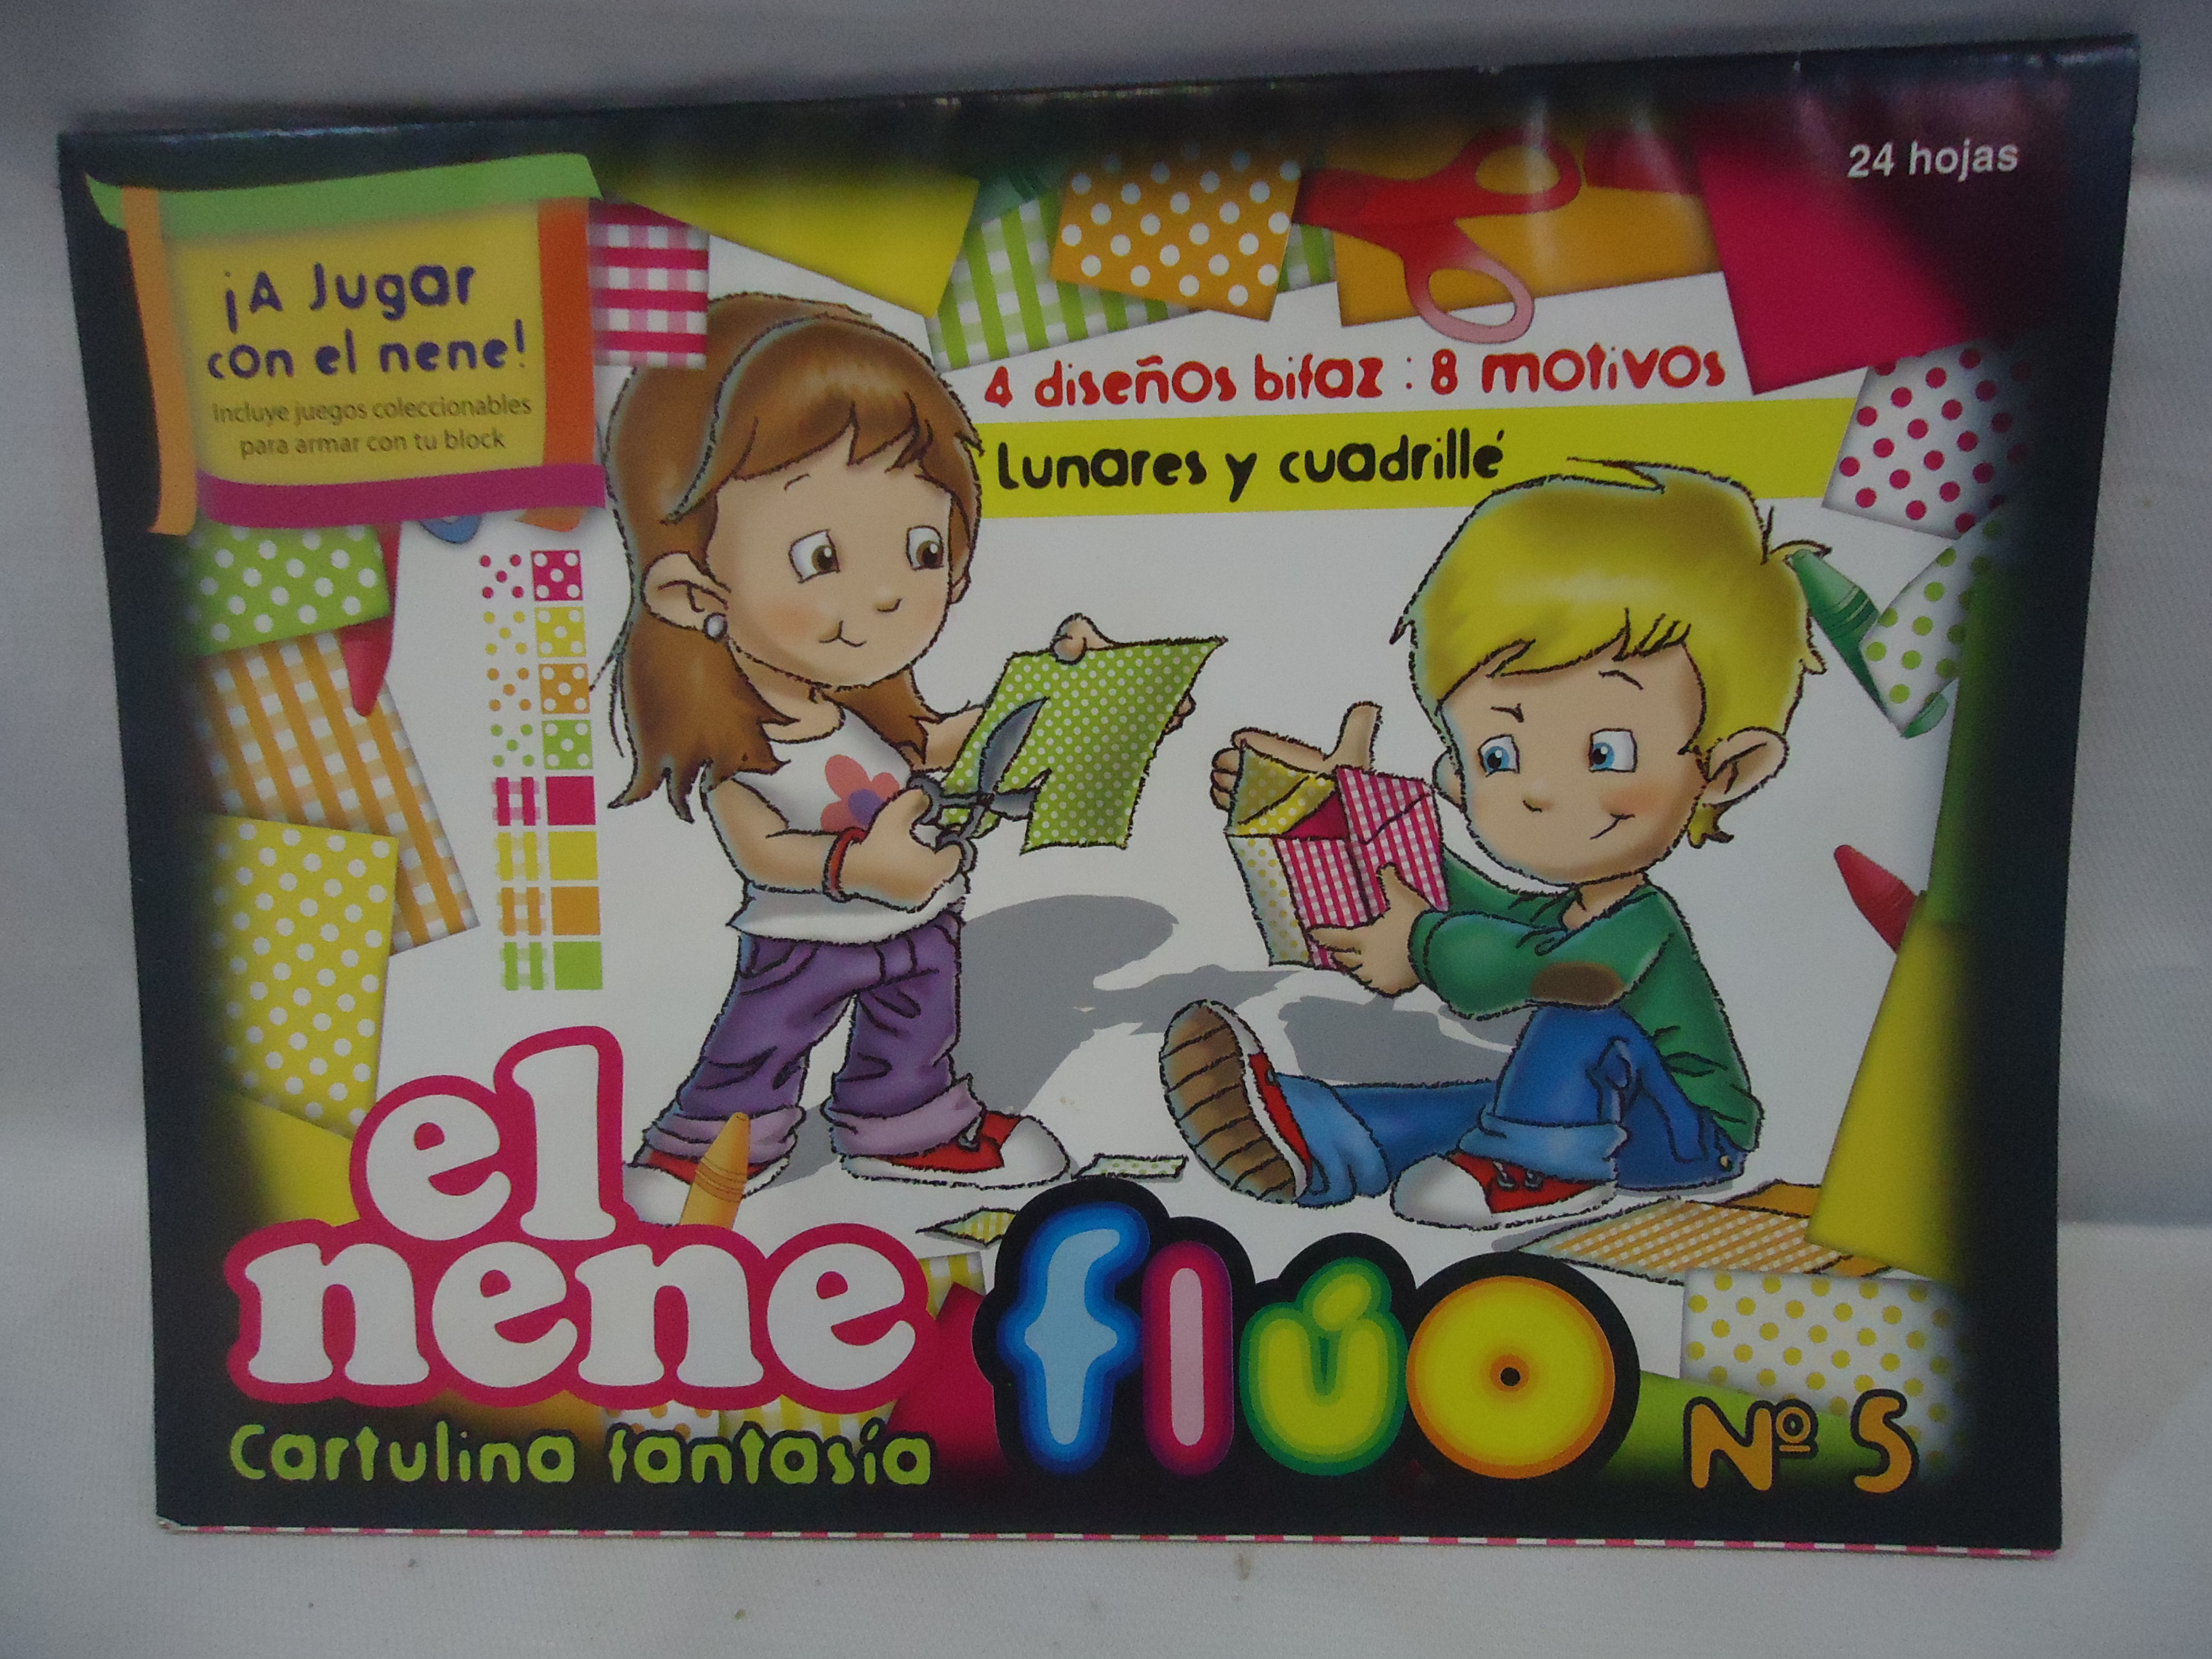 24 hojas
¡A Jugar
con el nene!
Incluye juegos coleccionables
para armar con tu block
4 diseños bifaz : 8 motivos
Lunares y cuadrillé
el
nene
flúo
Cartulina fantasía
Nº 5